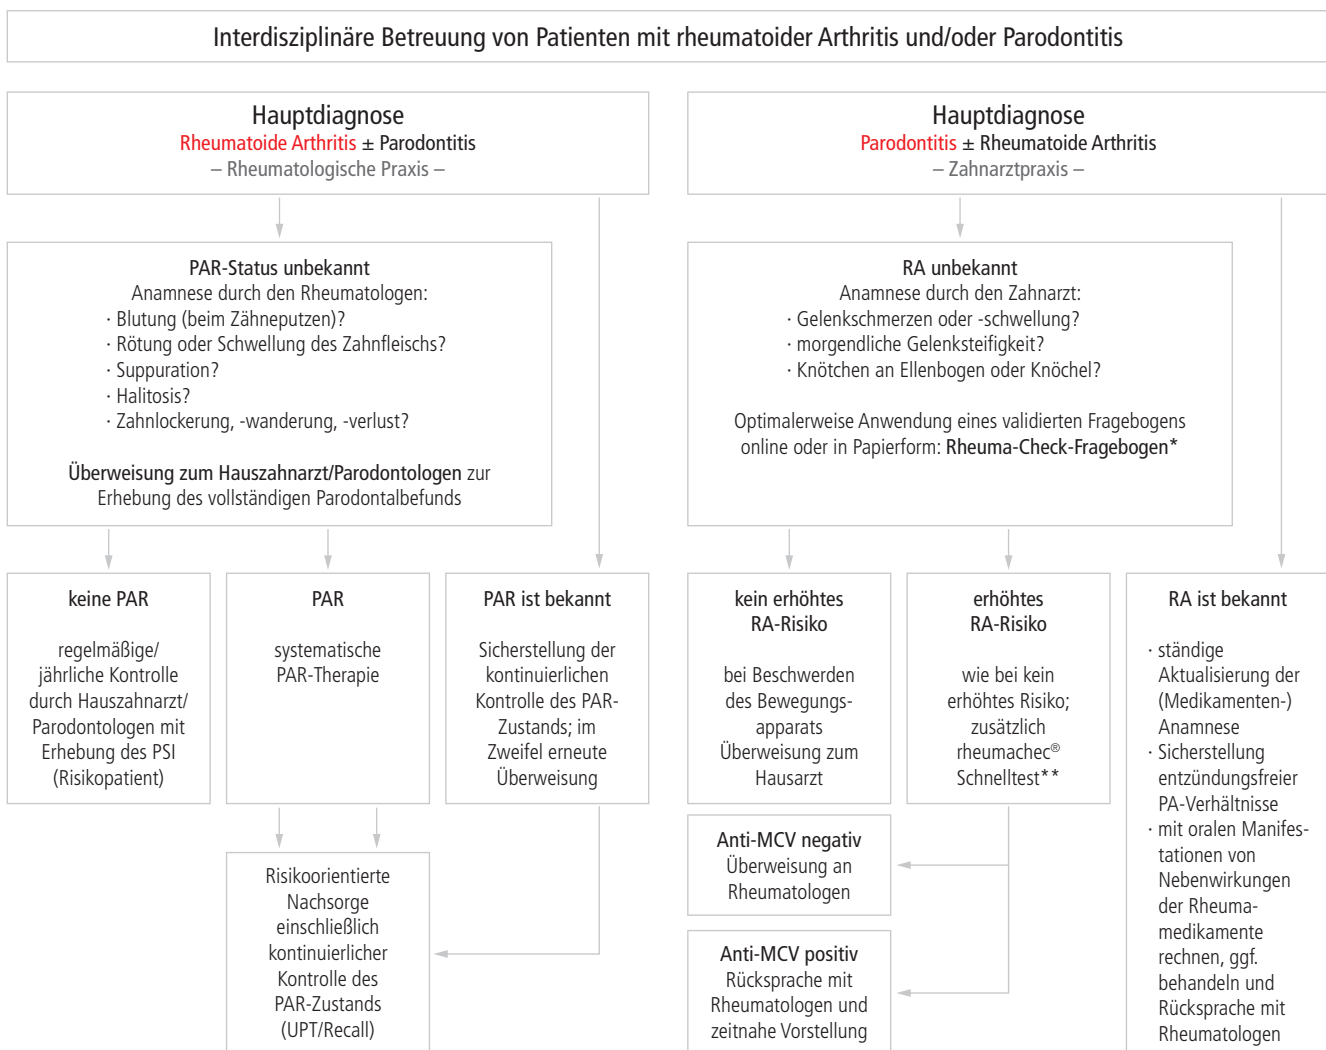 Interdisziplinäre Betreuung von Patienten mit rheumatoider Arthritis und/oder Parodontitis
Hauptdiagnose
Rheumatoide Arthritis ± Parodontitis
– Rheumatologische Praxis –
PAR-Status unbekannt
Anamnese durch den Rheumatologen:
· Blutung (beim Zähneputzen)?
· Rötung oder Schwellung des Zahnfleischs?
· Suppuration?
· Halitosis?
· Zahnlockerung, -wanderung, -verlust?
Überweisung zum Hauszahnarzt/Parodontologen zur
Erhebung des vollständigen Parodontalbefunds
keine PAR
regelmäßige/
jährliche Kontrolle
durch Hauszahnarzt/
Parodontologen mit
Erhebung des PSI
(Risikopatient)
PAR
systematische
PAR-Therapie
PAR ist bekannt
Sicherstellung der
kontinuierlichen
Kontrolle des PAR-
Zustands; im
Zweifel erneute
Überweisung
Risikoorientierte
Nachsorge
einschließlich
kontinuierlicher
Kontrolle des
PAR-Zustands
(UPT/Recall)
Hauptdiagnose
Parodontitis ± Rheumatoide Arthritis
– Zahnarztpraxis –
RA unbekannt
Anamnese durch den Zahnarzt:
· Gelenkschmerzen oder -schwellung?
· morgendliche Gelenksteifigkeit?
· Knötchen an Ellenbogen oder Knöchel?
Optimalerweise Anwendung eines validierten Fragebogens
online oder in Papierform: Rheuma-Check-Fragebogen*
kein erhöhtes
RA-Risiko
bei Beschwerden
des Bewegungs-
apparats
Überweisung zum
Hausarzt
erhöhtes
RA-Risiko
wie bei kein
erhöhtes Risiko;
zusätzlich
rheumachec®
Schnelltest**
Anti-MCV negativ
Überweisung an
Rheumatologen
Anti-MCV positiv
Rücksprache mit
Rheumatologen und
zeitnahe Vorstellung
RA ist bekannt
· ständige
Aktualisierung der
(Medikamenten-)
Anamnese
· Sicherstellung
entzündungsfreier
PA-Verhältnisse
· mit oralen Manifes-
tationen von
Nebenwirkungen
der Rheuma-
medikamente
rechnen, ggf.
behandeln und
Rücksprache mit
Rheumatologen